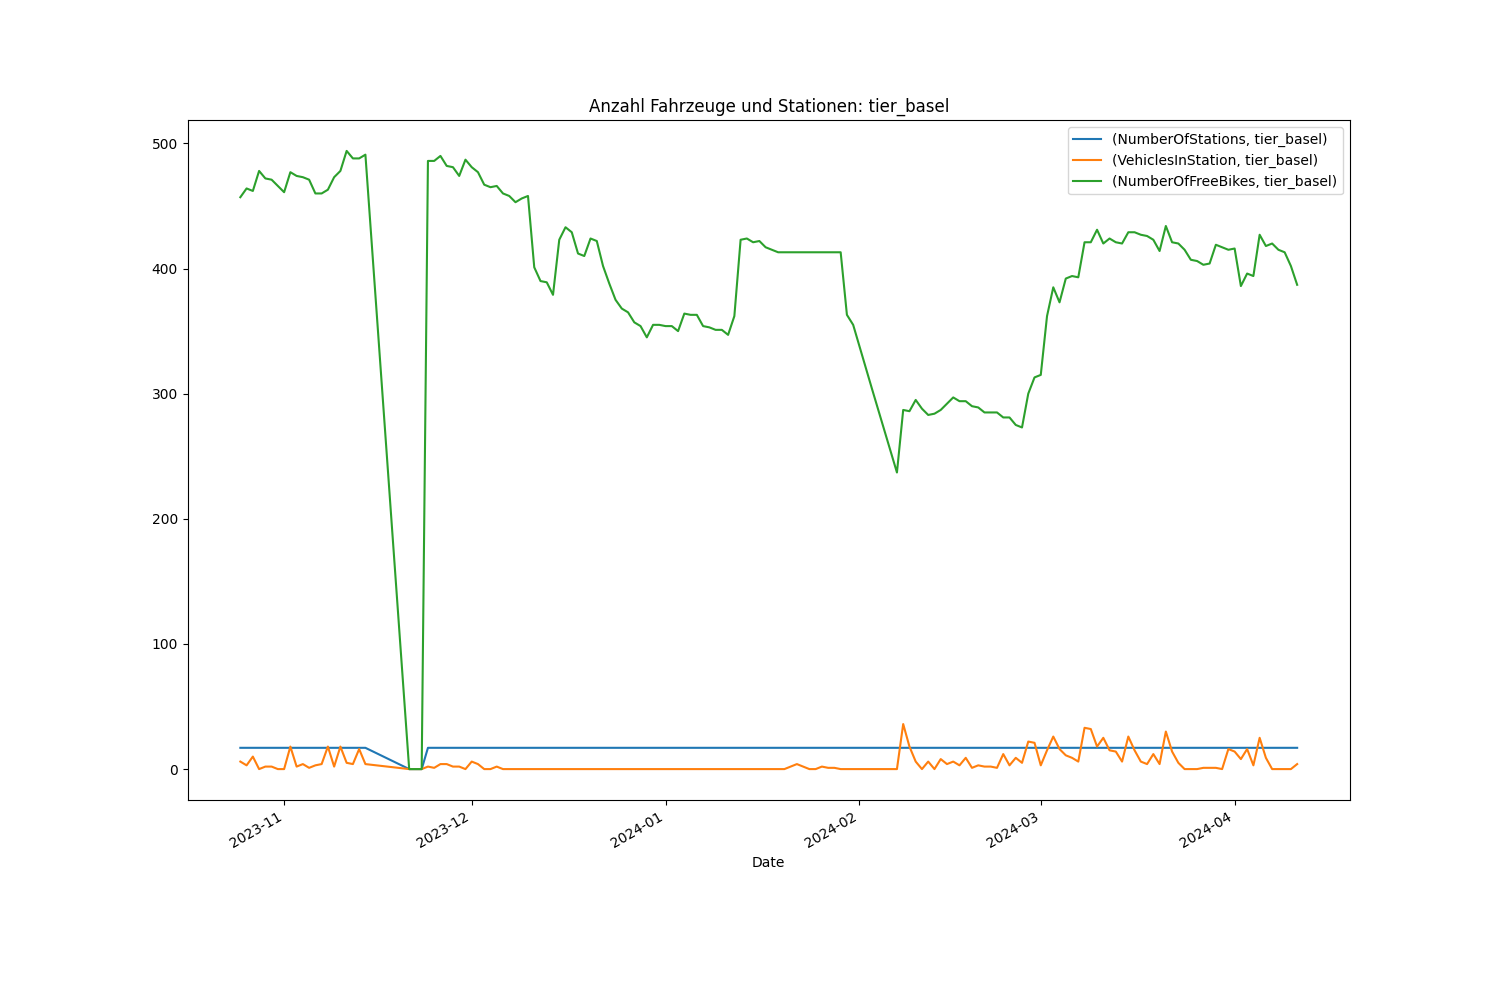 Anzahl Fahrzeuge und Stationen: tier_basel
(NumberOfStations, tier_basel)
(VehiclesInStation, tier_basel)
(NumberOfFreeBikes, tier_basel)
500
400
300
200
100
0
2023-11
2023-12
2024-01
2024-02
2024-03
2024-04
Date